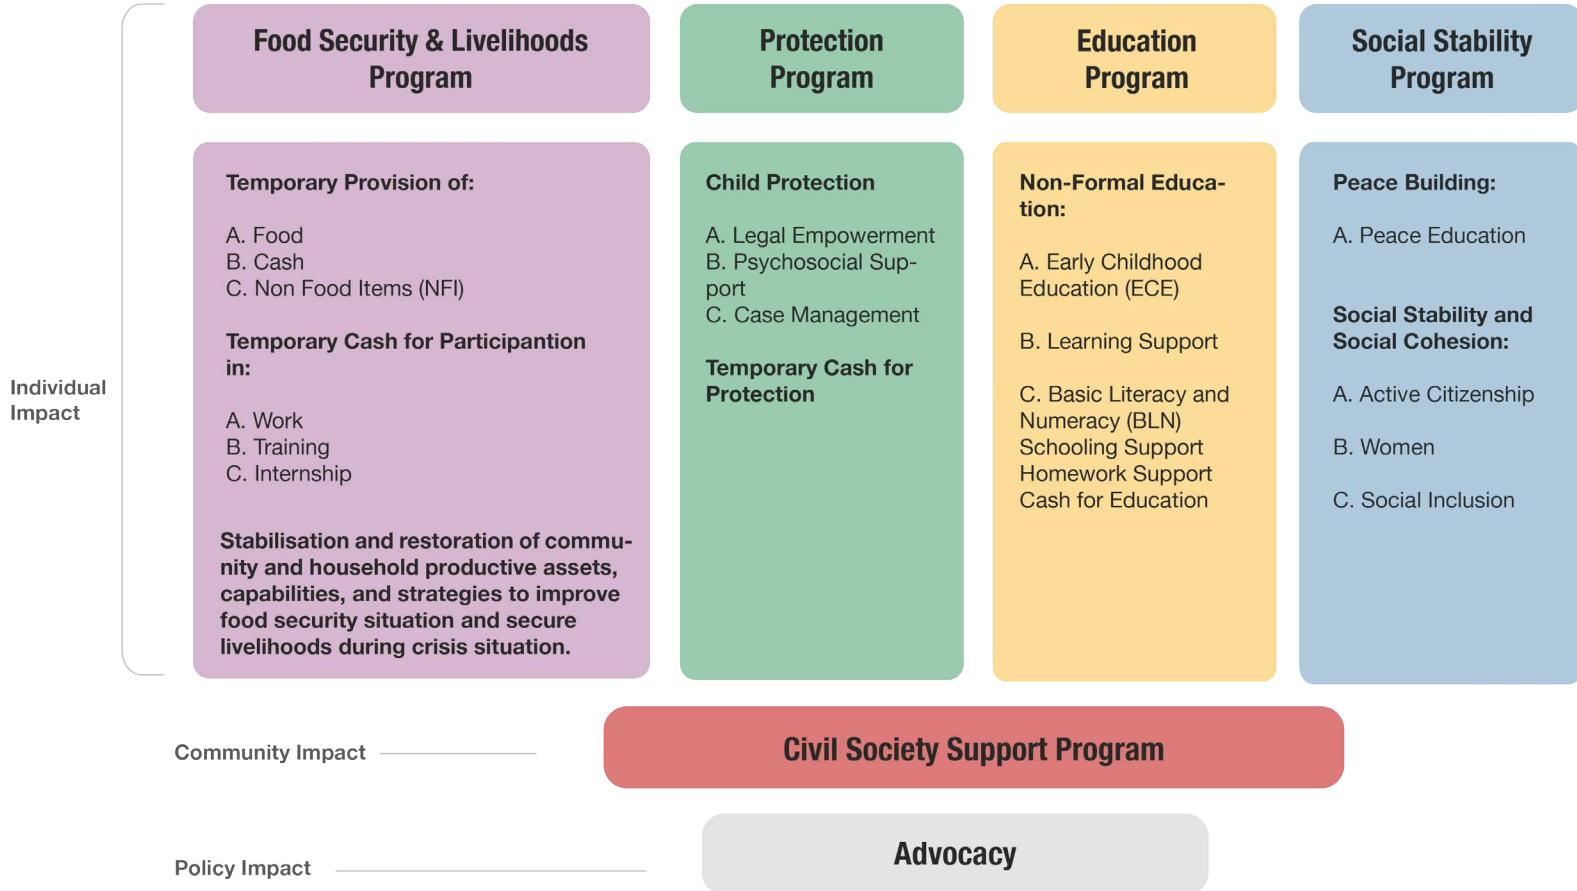 Food Security & Livelihoods
Program
Protection
Program
Education
Program
Social Stability
Program
Individual
Impact
Temporary Provision of:
A. Food
B. Cash
C. Non Food Items (NFI)
Temporary Cash for Participantion
in:
A. Work
B. Training
C. Internship
Stabilisation and restoration of commu-
nity and household productive assets,
capabilities, and strategies to improve
food security situation and secure
livelihoods during crisis situation.
Child Protection
A. Legal Empowerment
B. Psychosocial Sup-
port
C. Case Management
Temporary Cash for
Protection
Non-Formal Educa-
tion:
A. Early Childhood
Education (ECE)
B. Learning Support
C. Basic Literacy and
Numeracy (BLN)
Schooling Support
Homework Support
Cash for Education
Peace Building:
A. Peace Education
Social Stability and
Social Cohesion:
A. Active Citizenship
B. Women
C. Social Inclusion
Community Impact
Civil Society Support Program
Policy Impact
Advocacy